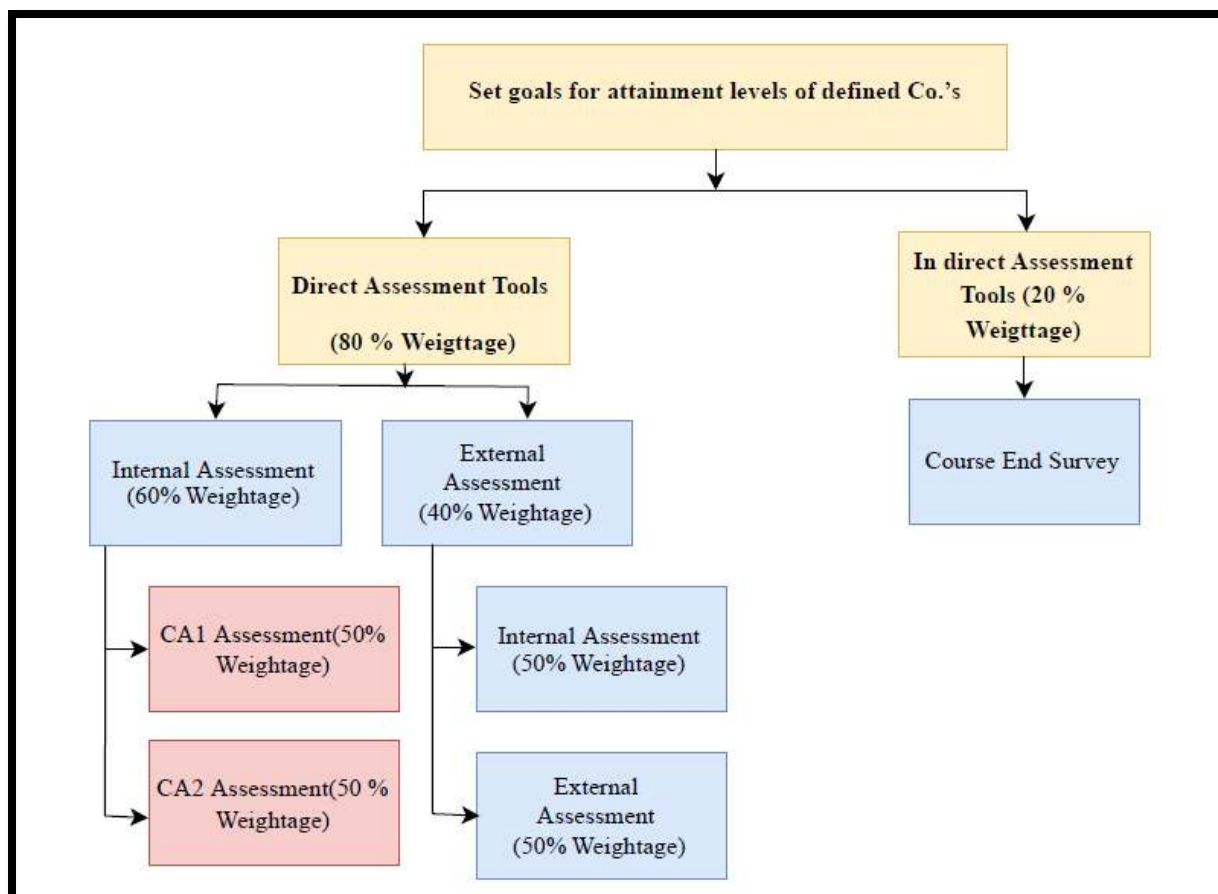 Set goals for attainment levels of defined Co.'s
Direct Assessment Tools
(80 % Weigttage)
In direct Assessment
Tools (20 %
Weigttage)
Internal Assessment
(60% Weightage)
External
Assessment
(40% Weightage)
Course End Survey
CA1 Assessment(50%
Weightage)
Internal Assessment
(50% Weightage)
CA2 Assessment(50 %
Weightage)
External
Assessment
(50% Weightage)